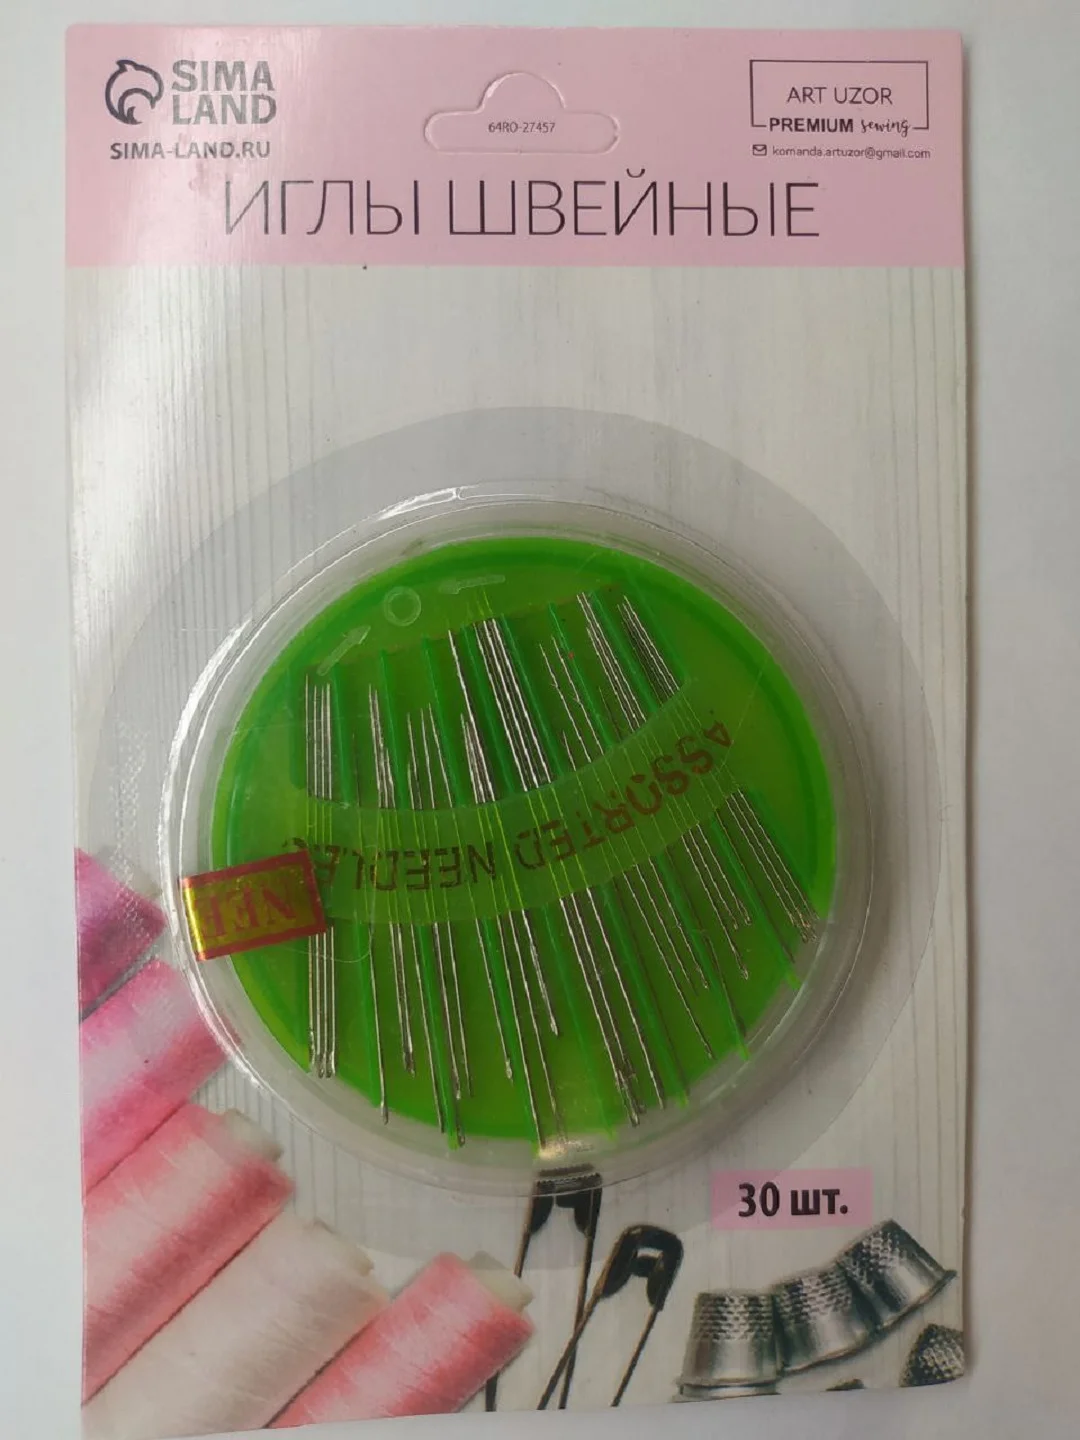 SIMA
LAND
SIMA-LAND.RU
64RO-27457
ART UZOR
PREMIUM sewing
komanda.artuzor@gmail.com
ИГЛЫ ШВЕЙНЫЕ
ASSORTED NEEDLES
NEE
30 шт.